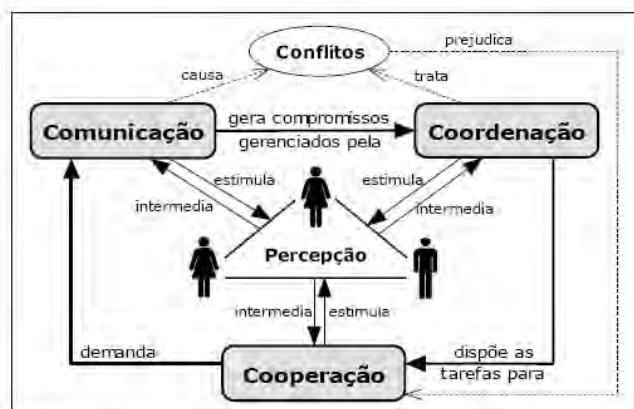 Conflitos
prejudica
causa
trata
Comunicação
gera compromissos
gerenciados pela
Coordenação
estimula
intermedia
estimula
intermedia
Percepção
intermedia
estimula
demanda
Cooperação
dispõe as
tarefas para